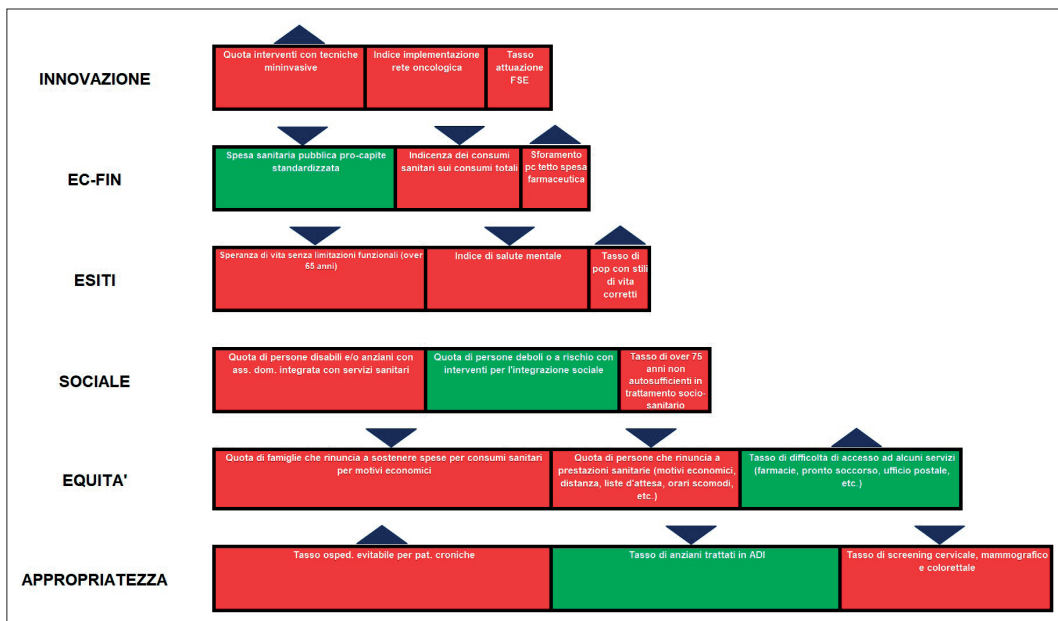 INNOVAZIONE
Quota interventi con tecniche
mininvasive
Indice implementazione
rete oncologica
Tasso
attuazione
FSE
EC-FIN
Spesa sanitaria pubblica pro-capite
standardizzata
Indicenza dei consumi
sanitari sui consumi totali
Sforamento
pc tetto spesa
farmaceutica
ESITI
Speranza di vita senza limitazioni funzionali (over
65 anni)
Indice di salute mentale
Tasso di
pop con stili
di vita
corretti
SOCIALE
Quota di persone disabili e/o anziani con
ass. dom. integrata con servizi sanitari
Quota di persone deboli o a rischio con
interventi per l'integrazione sociale
Tasso di over 75
anni non
autosufficienti in
trattamento socio-
sanitario
EQUITA'
Quota di famiglie che rinuncia a sostenere spese per consumi sanitari
per motivi economici
Quota di persone che rinuncia a
prestazioni sanitarie (motivi economici,
distanza, liste d'attesa, orari scomodi,
etc.)
Tasso di difficoltà di accesso ad alcuni servizi
(farmacie, pronto soccorso, ufficio postale,
etc.)
APPROPRIATEZZA
Tasso osped. evitabile per pat. croniche
Tasso di anziani trattati in ADI
Tasso di screening cervicale, mammografico
e colorettale